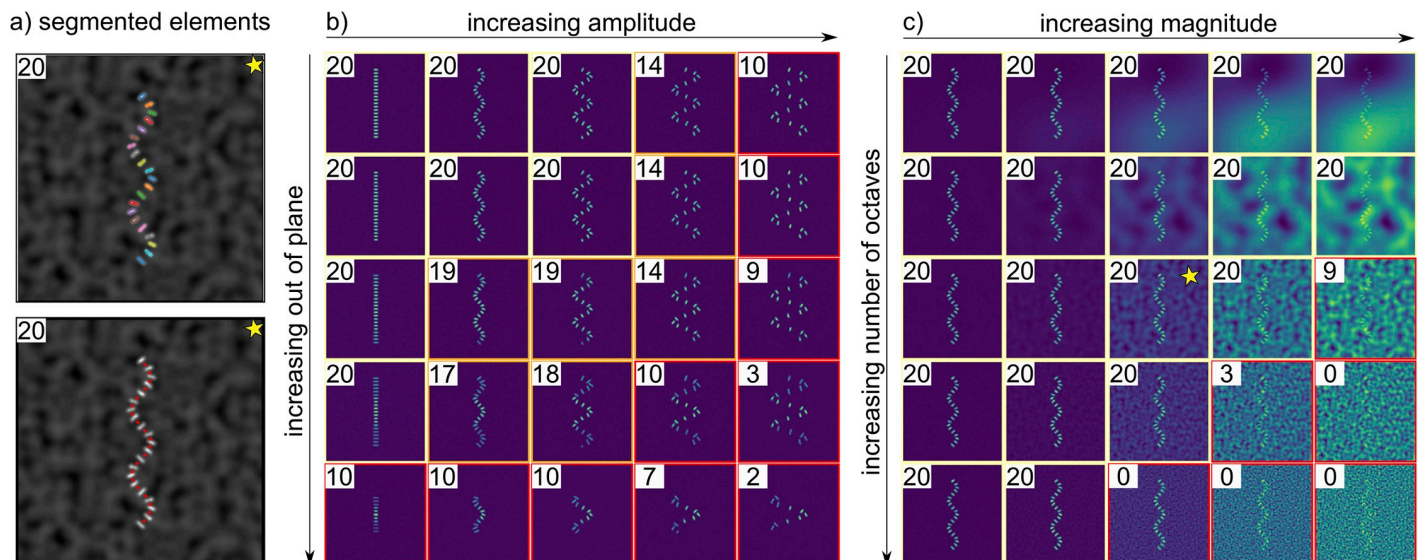 a) segmented elements
20
20
b) increasing amplitude
increasing out of plane
20 20 20 14 10
20 20 20 14 10
20 19 19 14 9
20 17 18 10 3
10 10 10 7 2
c) increasing magnitude
increasing number of octaves
20 20 20 20 20
20 20 20 20 20
20 20 20 20 9
20 20 20 3 0
20 20 0 0 0